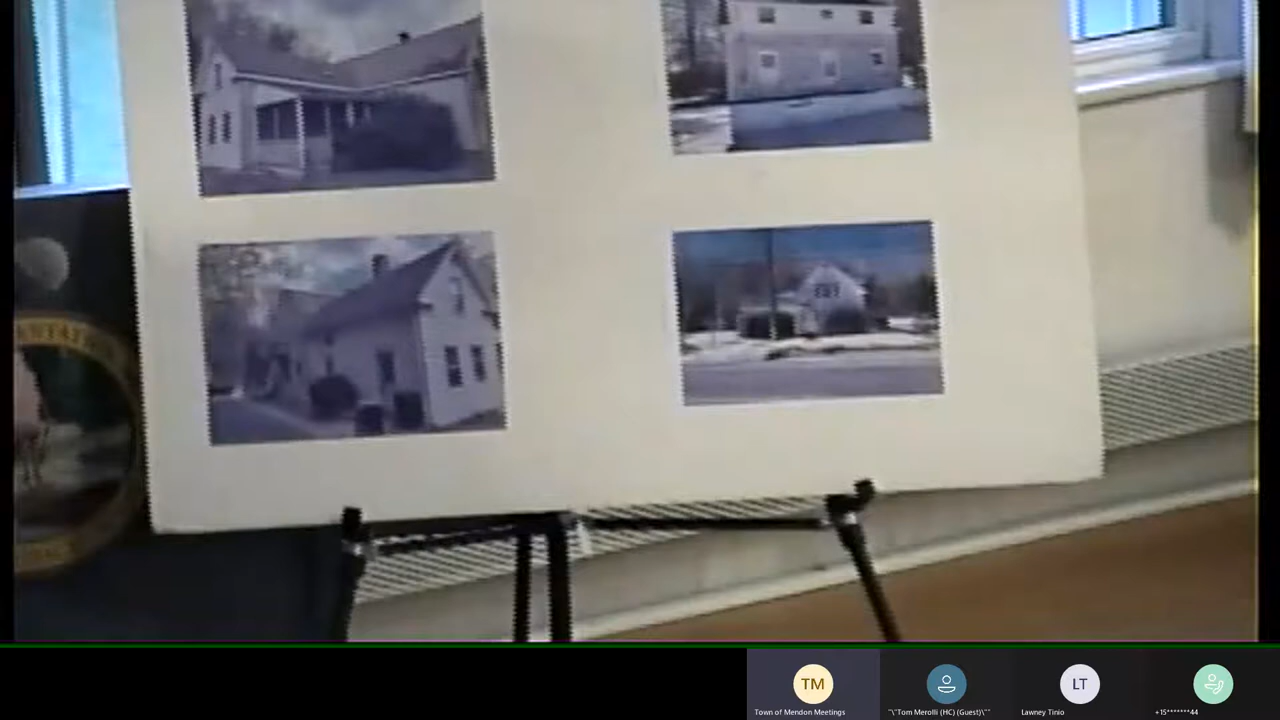 TM
LT
Town of Mendon Meetings
"\"Tom Merolli (HC) (Guest)\""
Lawney Tinio
+15*******44